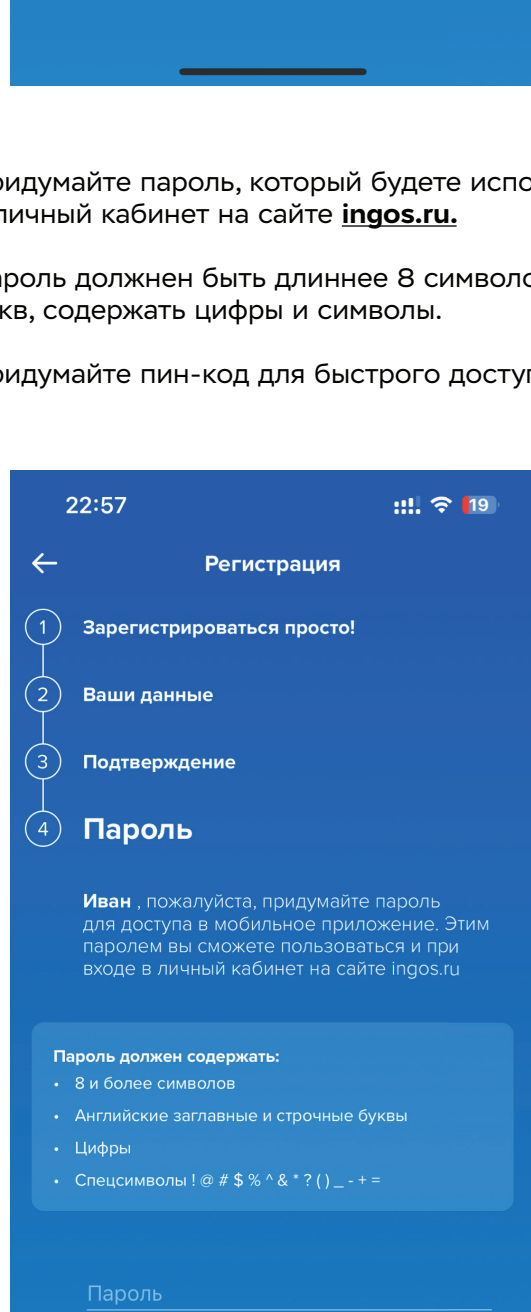 ридумайте пароль, который будете испо
личный кабинет на сайте ingos.ru.
ароль должнен быть длиннее 8 символо
кв, содержать цифры и символы.
ридумайте пин-код для быстрого доступ
22:57
19
Регистрация
1 Зарегистрироваться просто!
2 Ваши данные
3 Подтверждение
4 Пароль
Иван , пожалуйста, придумайте пароль
для доступа в мобильное приложение. Этим
паролем вы сможете пользоваться и при
входе в личный кабинет на сайте ingos.ru
Пароль должен содержать:
• 8 и более символов
• Английские заглавные и строчные буквы
• Цифры
• Спецсимволы ! @ # $ % ^ & * ? ( ) _ - + =
Пароль